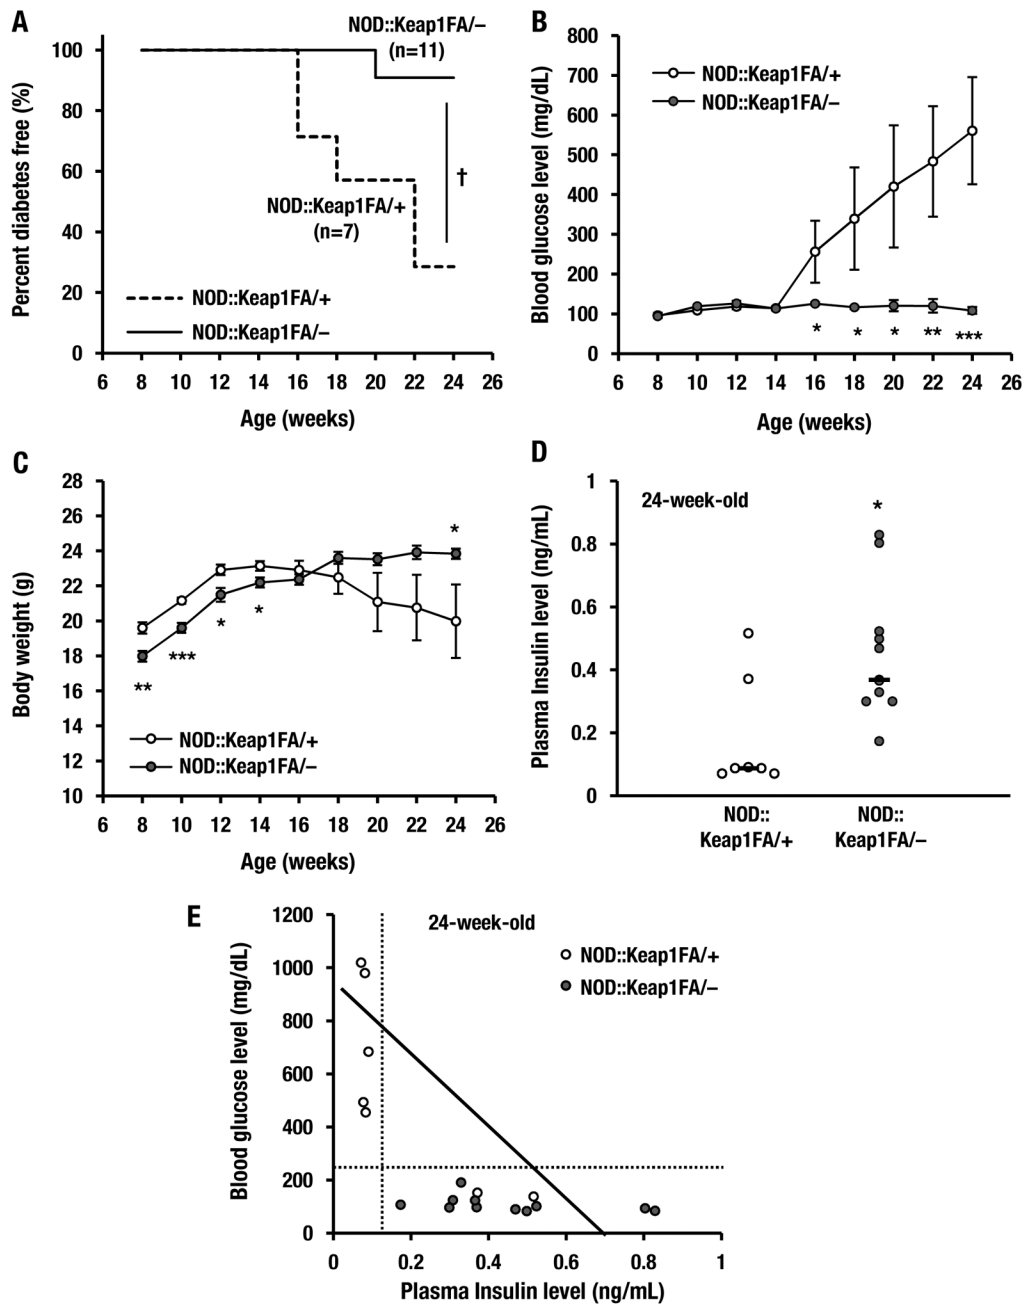 A
NOD::Keap1FA/–
(n=11)
Percent diabetes free (%)
100
80
60
40
20
0
†
NOD::Keap1FA/+
(n=7)
NOD::Keap1FA/+
NOD::Keap1FA/–
6 8 10 12 14 16 18 20 22 24 26
Age (weeks)
B
Blood glucose level (mg/dL)
800
700
600
500
400
300
200
100
0
NOD::Keap1FA/+
NOD::Keap1FA/–
* * * ** ***
6 8 10 12 14 16 18 20 22 24 26
Age (weeks)
C
Body weight (g)
28
26
24
22
20
18
16
14
12
10
*
*
*
***
**
NOD::Keap1FA/+
NOD::Keap1FA/–
6 8 10 12 14 16 18 20 22 24 26
Age (weeks)
D
Plasma Insulin level (ng/mL)
1
0.8
0.6
0.4
0.2
0
24-week-old
*
NOD::
Keap1FA/+
NOD::
Keap1FA/–
E
Blood glucose level (mg/dL)
1200
1000
800
600
400
200
0
24-week-old
NOD::Keap1FA/+
NOD::Keap1FA/–
0 0.2 0.4 0.6 0.8 1
Plasma Insulin level (ng/mL)